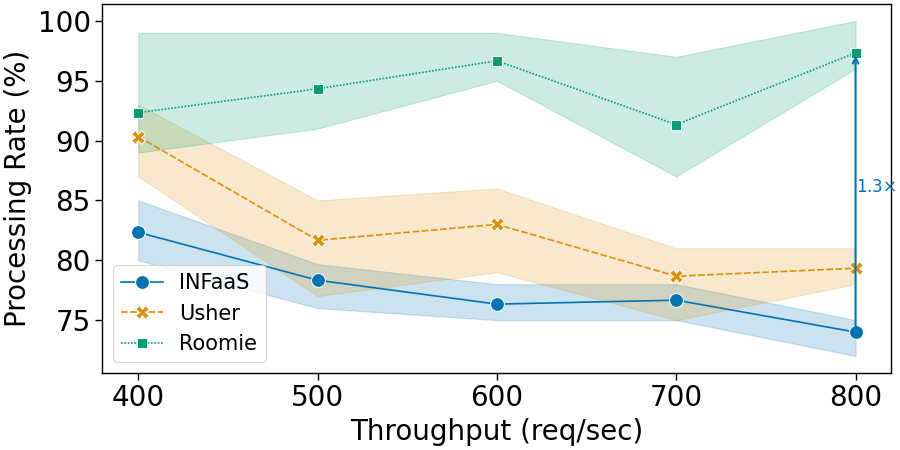 Processing Rate (%)
100
95
90
85
80
75
1.3×
INFaaS
Usher
Roomie
400
500
600
700
800
Throughput (req/sec)